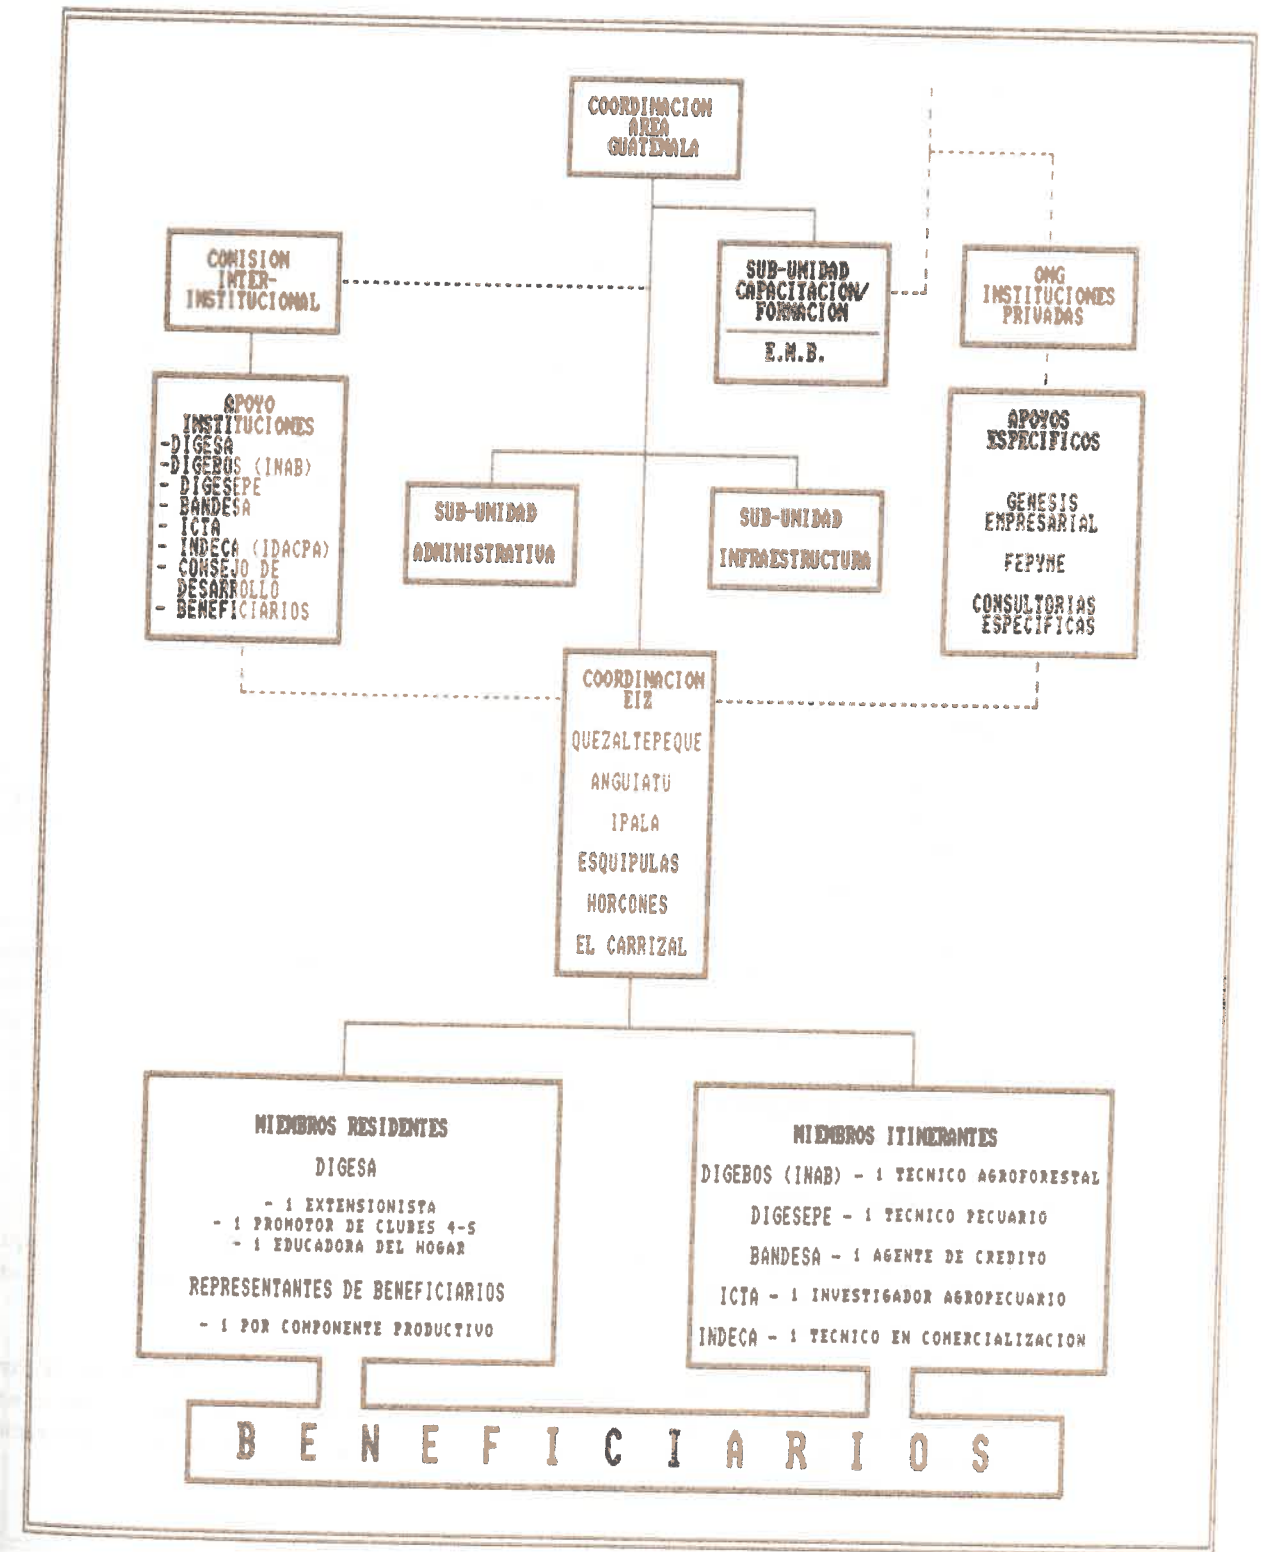 COORDINACION
AREA
GUATEMALA
COMISION
INTER-
INSTITUCIONAL
SUB-UNIDAD
CAPACITACION/
FORMACION
E.M.B.
ONG
INSTITUCIONES
PRIVADAS
APOYO
INSTITUCIONES
-DIGESA
-DIGEBOS (INAB)
- DIGESEPE
- BANDESA
- ICTA
- INDECA (IDACPA)
- CONSEJO DE
DESARROLLO
- BENEFICIARIOS
APOYOS
ESPECIFICOS
GENESIS
EMPRESARIAL
FEPYME
CONSULTORIAS
ESPECIFICAS
SUB-UNIDAD
ADMINISTRATIVA
SUB-UNIDAD
INFRAESTRUCTURA
COORDINACION
EIZ
QUEZALTEPEQUE
ANGUIATU
IPALA
ESQUIPULAS
HORCONES
EL CARRIZAL
MIEMBROS RESIDENTES
DIGESA
- 1 EXTENSIONISTA
- 1 PROMOTOR DE CLUBES 4-S
- 1 EDUCADORA DEL HOGAR
REPRESENTANTES DE BENEFICIARIOS
- 1 POR COMPONENTE PRODUCTIVO
MIEMBROS ITINERANTES
DIGEBOS (INAB) - 1 TECNICO AGROFORESTAL
DIGESEPE - 1 TECNICO PECUARIO
BANDESA - 1 AGENTE DE CREDITO
ICTA - 1 INVESTIGADOR AGROPECUARIO
INDECA - 1 TECNICO EN COMERCIALIZACION
BENEFICIARIOS